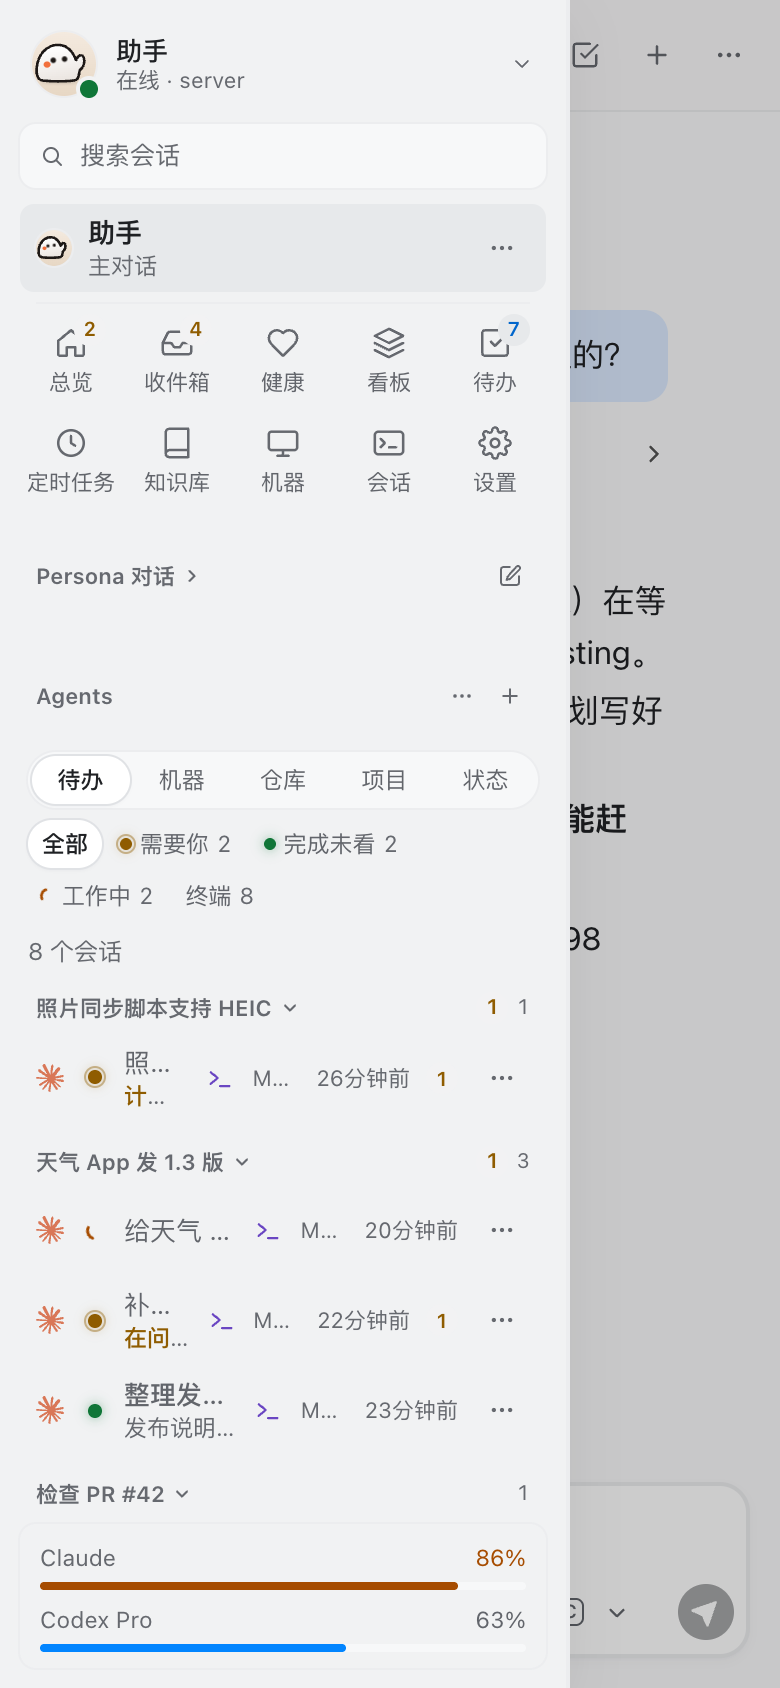 助手
在线 · server
搜索会话
助手
主对话
2 4 7
总览 收件箱 健康 看板 待办
定时任务 知识库 机器 会话 设置
的?
Persona 对话
）在等
sting。
Agents
划写好
待办 机器 仓库 项目 状态
能赶
全部 需要你 2 完成未看 2
工作中 2 终端 8
98
8 个会话
照片同步脚本支持 HEIC 1 1
照... M... 26分钟前 1
计...
天气 App 发 1.3 版 1 3
给天气 ... M... 20分钟前
补... M... 22分钟前 1
在问...
整理发... M... 23分钟前
发布说明...
检查 PR #42 1
Claude 86%
Codex Pro 63%